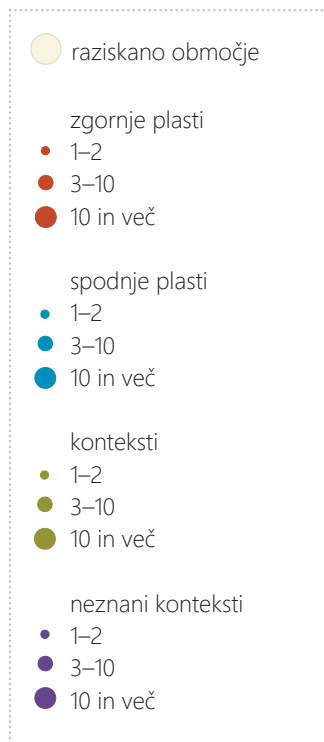 raziskano območje
zgornje plasti
1–2
3–10
10 in več
spodnje plasti
1–2
3–10
10 in več
konteksti
1–2
3–10
10 in več
neznani konteksti
1–2
3–10
10 in več